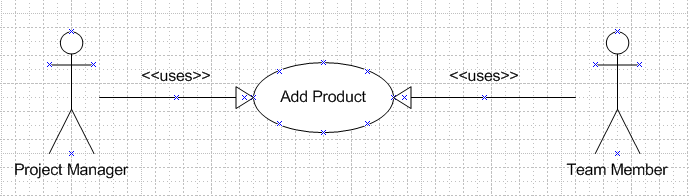 <<uses>>
<<uses>>
Add Product
Project Manager
Team Member